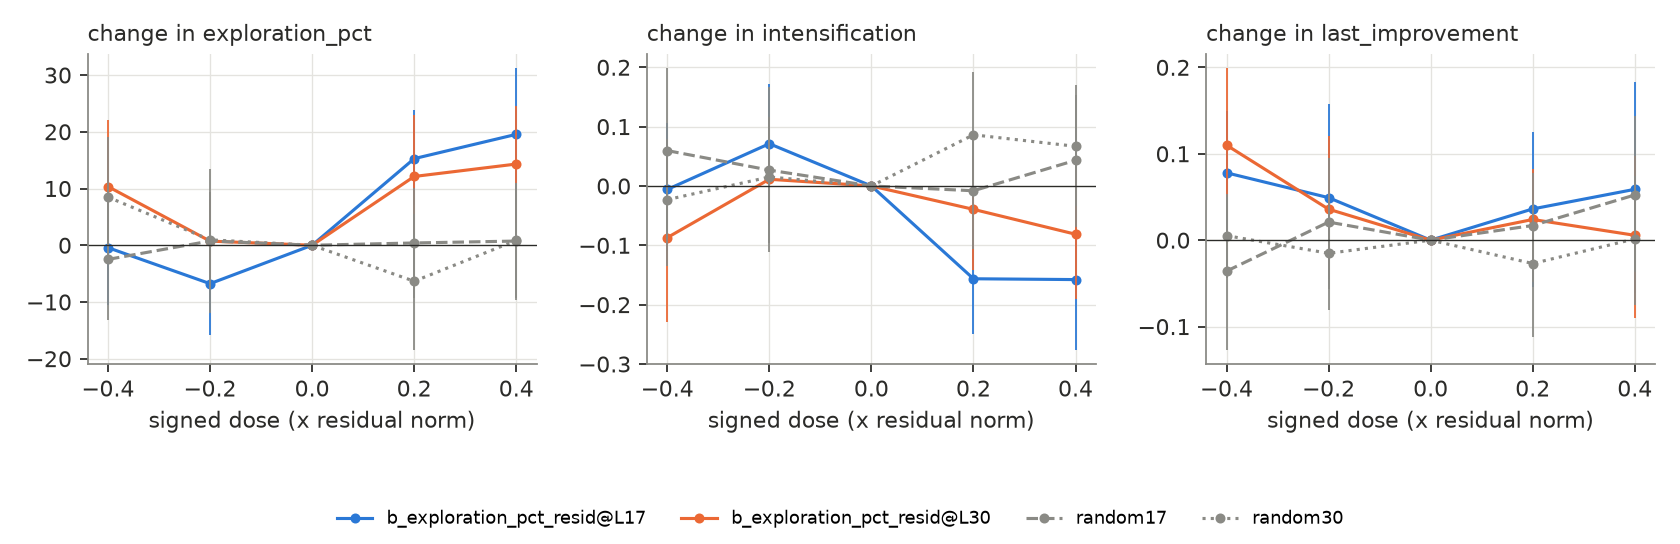 change in exploration_pct
30
20
10
0
−10
−20
−0.4 −0.2 0.0 0.2 0.4
signed dose (x residual norm)
change in intensification
0.2
0.1
0.0
−0.1
−0.2
−0.3
−0.4 −0.2 0.0 0.2 0.4
signed dose (x residual norm)
change in last_improvement
0.2
0.1
0.0
−0.1
−0.4 −0.2 0.0 0.2 0.4
signed dose (x residual norm)
b_exploration_pct_resid@L17 b_exploration_pct_resid@L30 random17 random30